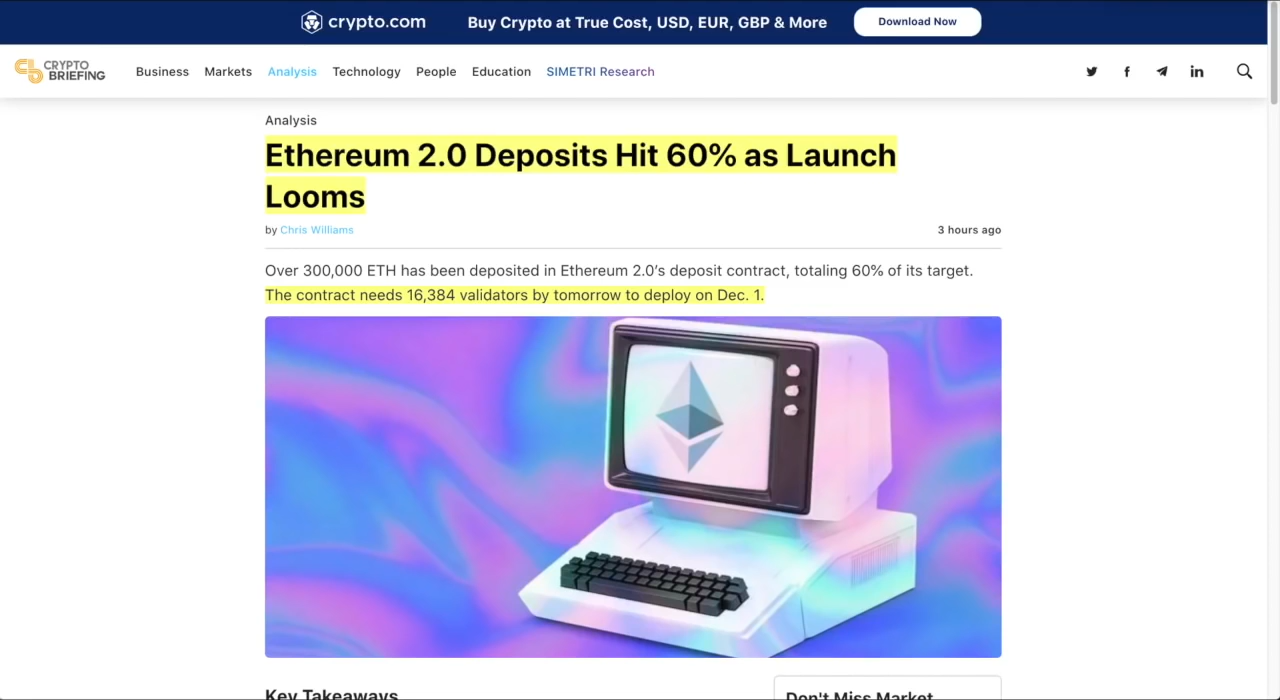 crypto.com Buy Crypto at True Cost, USD, EUR, GBP & More Download Now
CRYPTO
BRIEFING
Business Markets Analysis Technology People Education SIMETRI Research
Analysis
Ethereum 2.0 Deposits Hit 60% as Launch
Looms
by Chris Williams 3 hours ago
Over 300,000 ETH has been deposited in Ethereum 2.0’s deposit contract, totaling 60% of its target.
The contract needs 16,384 validators by tomorrow to deploy on Dec. 1.
Key Takeaways
Don't Miss Market